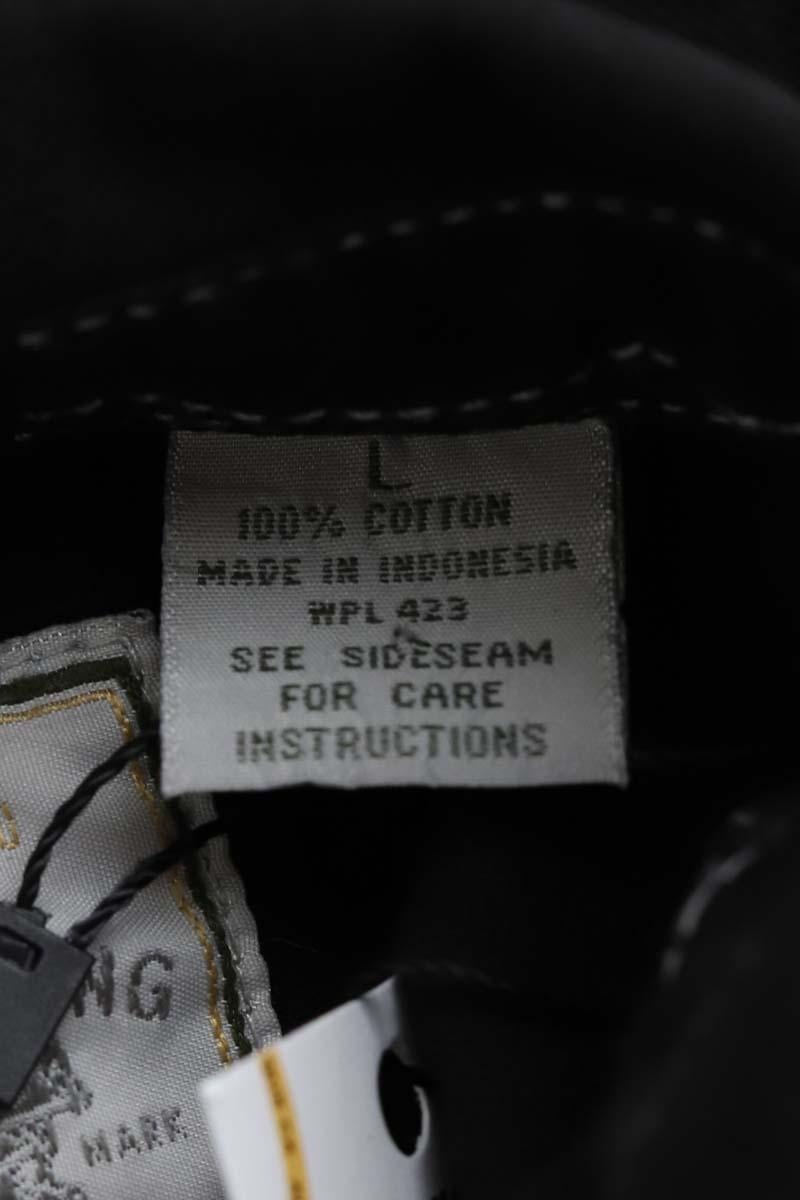 L
100% COTTON
MADE IN INDONESIA
WPL 423
SEE SIDESEAM
FOR CARE
INSTRUCTIONS
NG
MARK